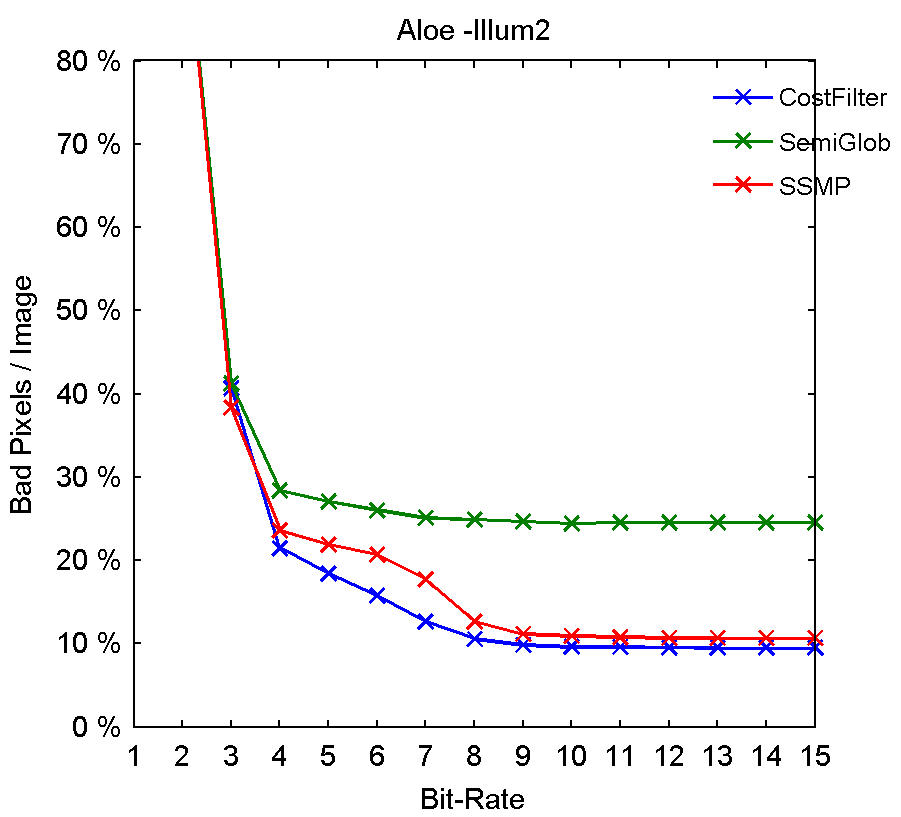 Aloe -Illum2
80 %
70 %
60 %
50 %
40 %
30 %
20 %
10 %
0 %
Bad Pixels / Image
CostFilter
SemiGlob
SSMP
1 2 3 4 5 6 7 8 9 10 11 12 13 14 15
Bit-Rate